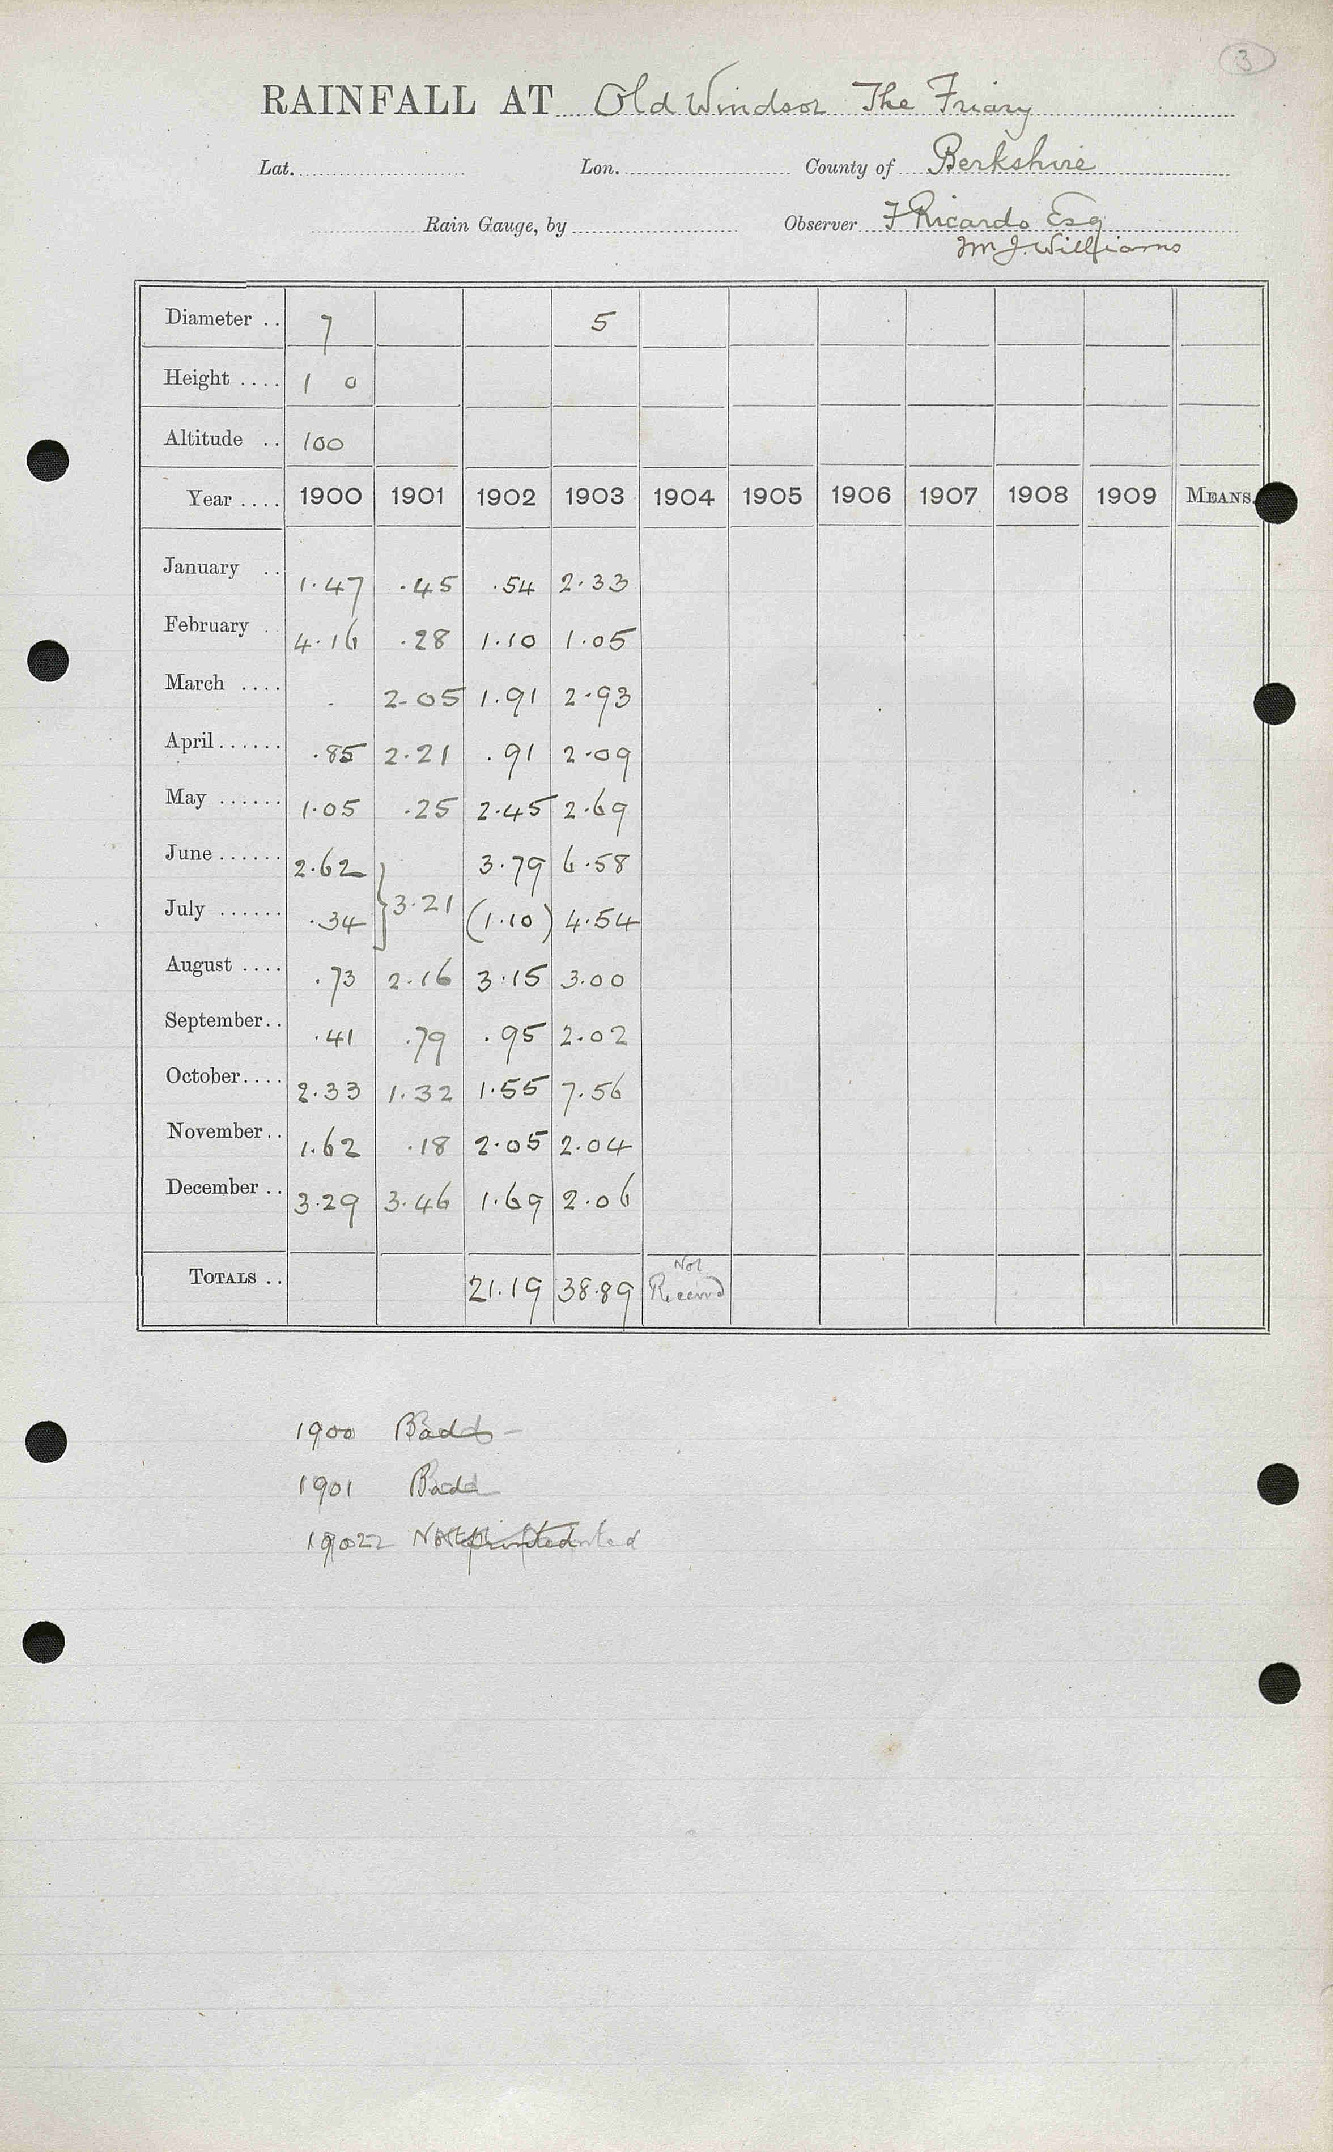 3
RAINFALL AT Old Windsor The Friary
Lat. Lon. County of Berkshire
Rain Gauge, by Observer F Ricardo Esq
J. Williams
Diameter .. 7 5
Height .... 1 0
Altitude .. 100
Year .... 1900 1901 1902 1903 1904 1905 1906 1907 1908 1909 MEANS.
January .. 1.47 .45 .54 2.33
February . 4.16 .28 1.10 1.05
March .... . 2.05 1.91 2.93
April...... .85 2.21 .91 2.09
May ...... 1.05 .25 2.45 2.69
June...... 2.62 3.79 6.58
July ...... .34 } 3.21 (1.10) 4.54
August .... .73 2.16 3.15 3.00
September.. .41 .79 .95 2.02
October.... 2.33 1.32 1.55 7.56
November.. 1.62 .18 2.05 2.04
December .. 3.29 3.46 1.69 2.06
TOTALS .. 21.19 38.89 Not Received
1900 Bad
1901 Bad
1902 Not printed